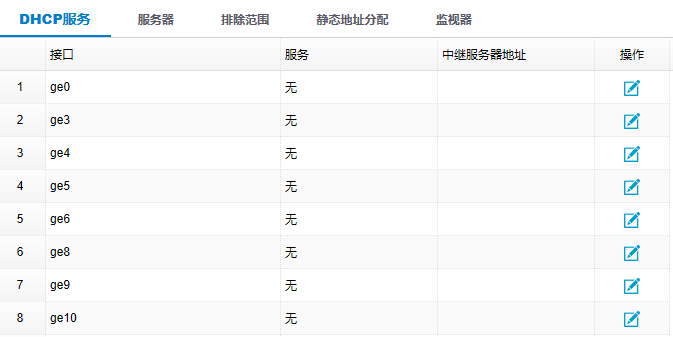 DHCP服务 服务器 排除范围 静态地址分配 监视器
接口 服务 中继服务器地址 操作
1 ge0 无
2 ge3 无
3 ge4 无
4 ge5 无
5 ge6 无
6 ge8 无
7 ge9 无
8 ge10 无